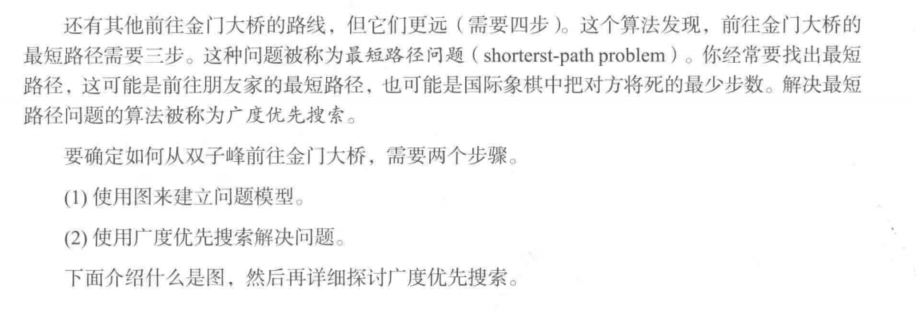 还有其他前往金门大桥的路线，但它们更远（需要四步）。这个算法发现，前往金门大桥的
最短路径需要三步。这种问题被称为最短路径问题（shorterst-path problem）。你经常要找出最短
路径，这可能是前往朋友家的最短路径，也可能是国际象棋中把对方将死的最少步数。解决最短
路径问题的算法被称为广度优先搜索。
要确定如何从双子峰前往金门大桥，需要两个步骤。
(1) 使用图来建立问题模型。
(2) 使用广度优先搜索解决问题。
下面介绍什么是图，然后再详细探讨广度优先搜索。